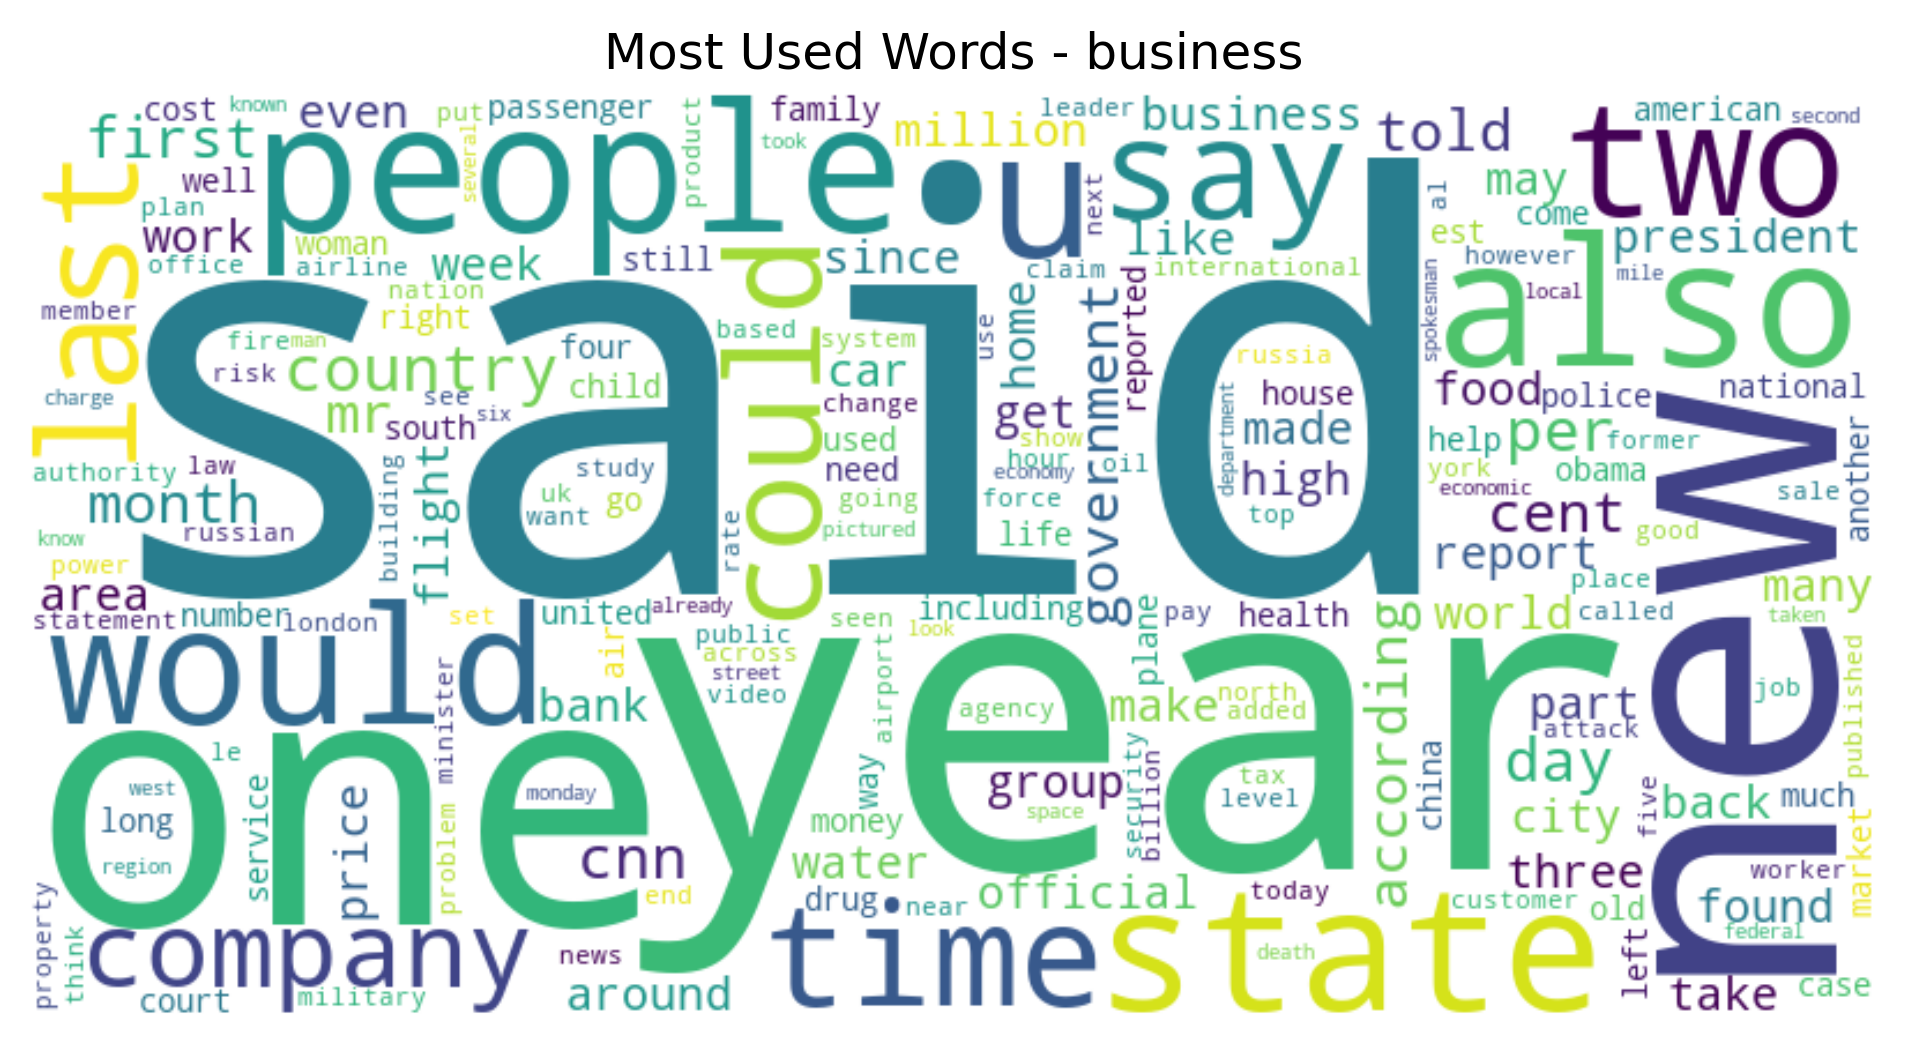 Most Used Words - business
cost
known
even
put
passenger
product
family
took
million
leader
business
told
american
second
first
people
several
u
say
next
two
al
may
come
est
president
well
plan
work
office
last
woman
airline
week
still
could
since
claim
like
international
however
mile
local
also
spokesman
member
nation
right
said
based
system
use
home
government
reported
russia
fire
man
country
four
risk
child
see
mr
south
six
car
change
get
house
food
police
national
charge
show
used
made
department
help
per
former
another
new
authority
law
study
need
hour
economy
oil
high
york
obama
economic
sale
month
building
flight
uk
go
want
going
force
top
cent
russian
rate
pictured
life
report
good
know
power
area
place
many
statement
number
london
set
united
already
including
seen
look
plane
pay
health
according
world
called
taken
would
air
public
across
street
video
airport
minister
bank
year
agency
make
north
added
part
attack
job
published
one
le
west
long
region
service
price
problem
monday
way
group
space
money
security
billion
tax
level
china
day
city
five
back
much
market
cnn
water
end
three
worker
property
think
company
court
military
news
around
drug
near
official
time
today
state
death
customer
old
left
found
federal
take
case